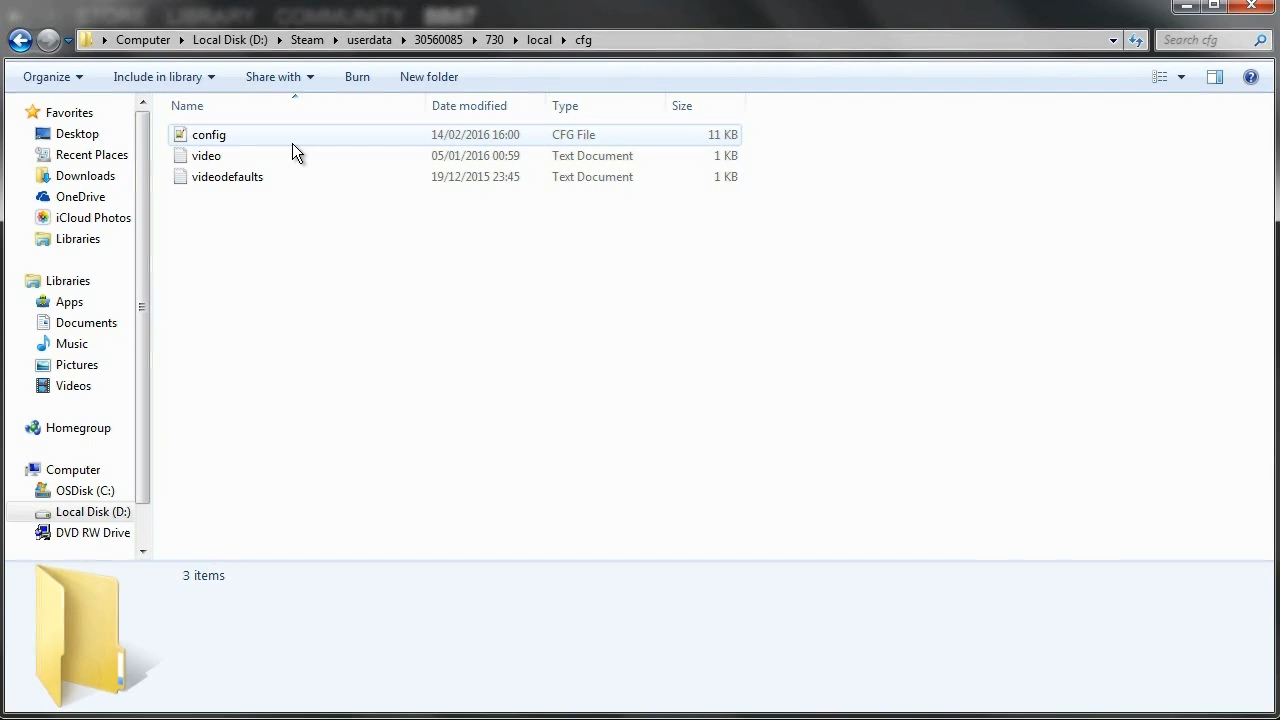 STORE LIBRARY COMMUNITY
Computer Local Disk (D:) Steam userdata 30560085 730 local cfg Search cfg
Organize Include in library Share with Burn New folder
Name Date modified Type Size
config 14/02/2016 16:00 CFG File 11 KB
video 05/01/2016 00:59 Text Document 1 KB
videodefaults 19/12/2015 23:45 Text Document 1 KB
Favorites
Desktop
Recent Places
Downloads
OneDrive
iCloud Photos
Libraries
Libraries
Apps
Documents
Music
Pictures
Videos
Homegroup
Computer
OSDisk (C:)
Local Disk (D:)
DVD RW Drive
3 items